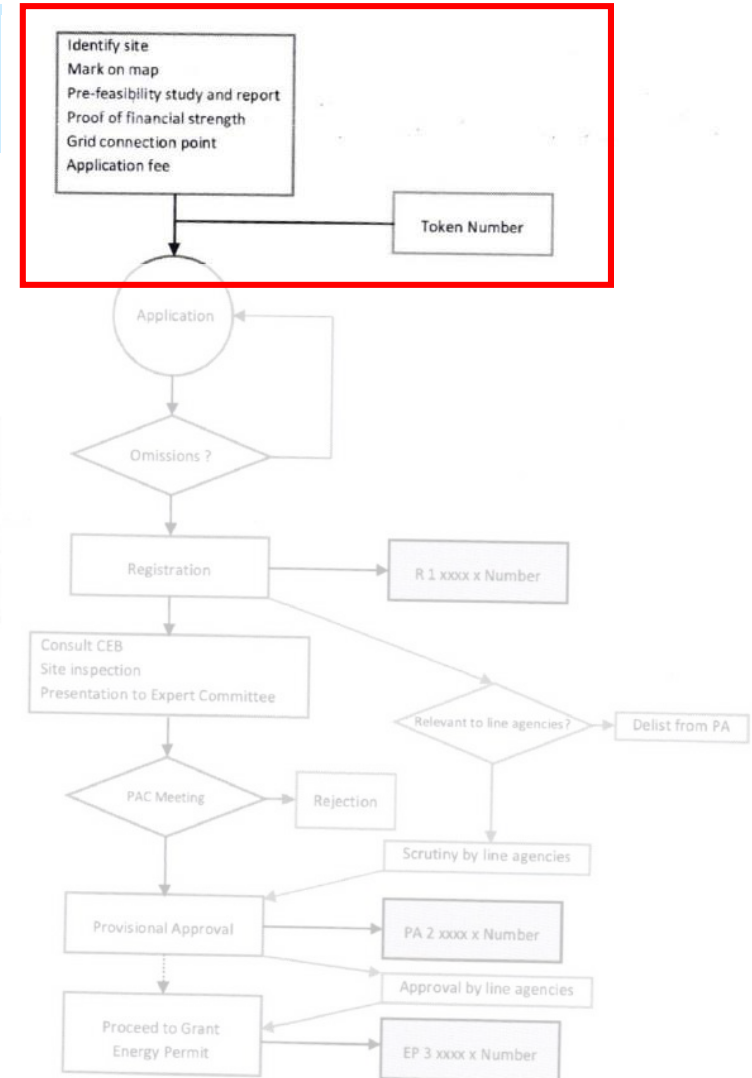 Identify site
Mark on map
Pre-feasibility study and report
Proof of financial strength
Grid connection point
Application fee
Token Number
Application
Omissions ?
Registration
R 1 xxxx x Number
Consult CEB
Site inspection
Presentation to Expert Committee
Relevant to line agencies?
Delist from PA
PAC Meeting
Rejection
Scrutiny by line agencies
Provisional Approval
PA 2 xxxx x Number
Approval by line agencies
Proceed to Grant
Energy Permit
EP 3 xxxx x Number